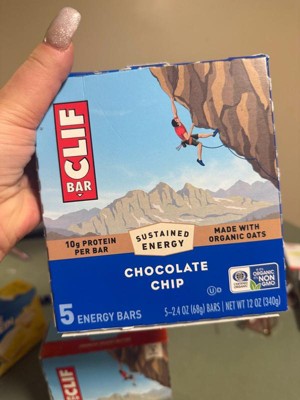 CLIF
BAR
10g PROTEIN
PER BAR
SUSTAINED
ENERGY
MADE WITH
ORGANIC OATS
CHOCOLATE
CHIP
5 ENERGY BARS
5–2.4 OZ (68g) BARS | NET WT 12 OZ (340g)
ORGANIC
NON
GMO
CLIF